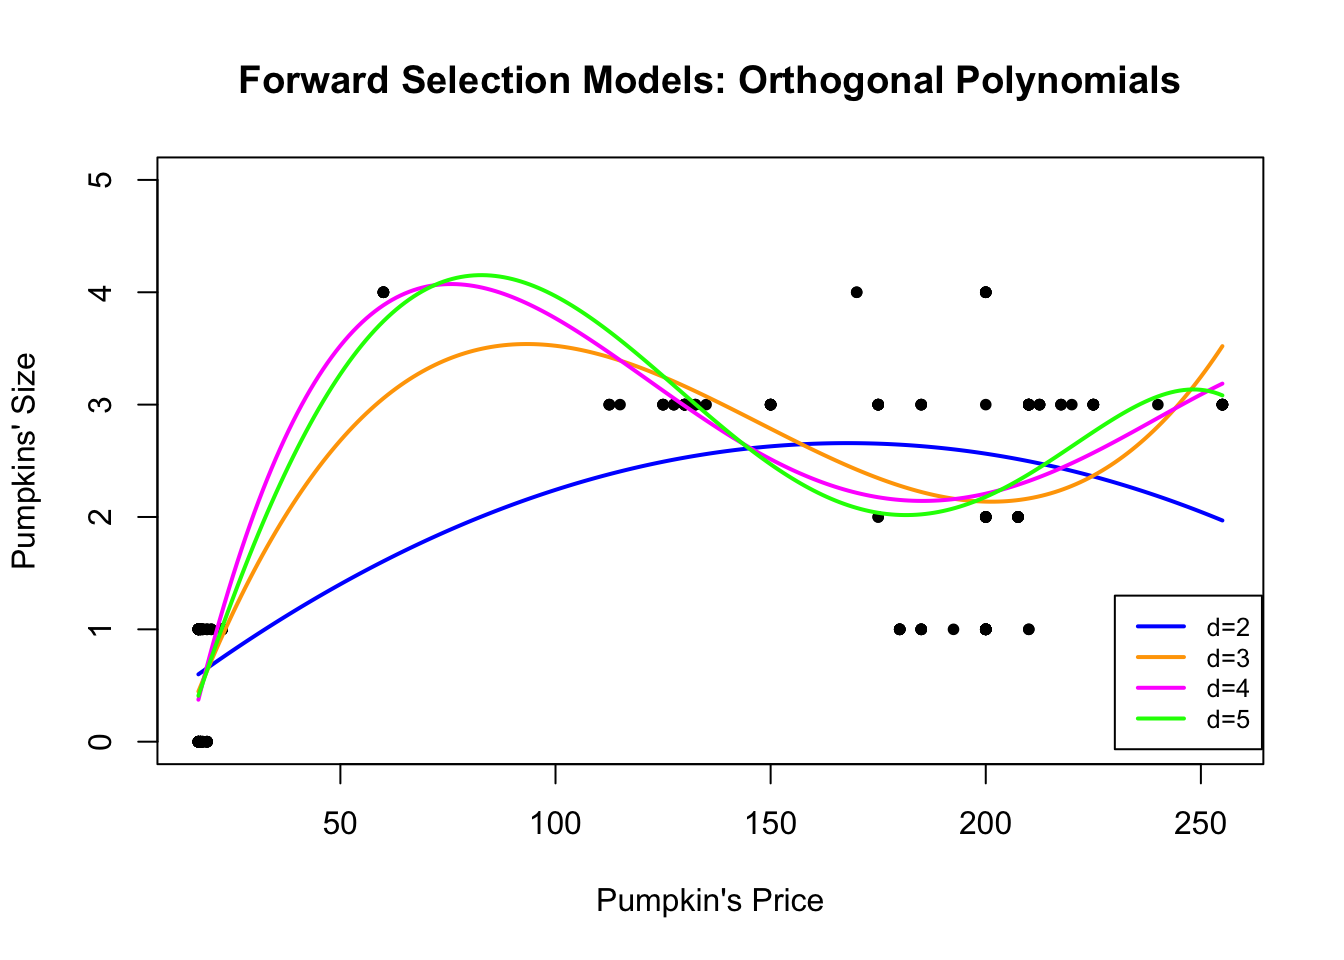 Forward Selection Models: Orthogonal Polynomials
Pumpkins' Size
5
4
3
2
1
0
50 100 150 200 250
Pumpkin's Price
d=2
d=3
d=4
d=5